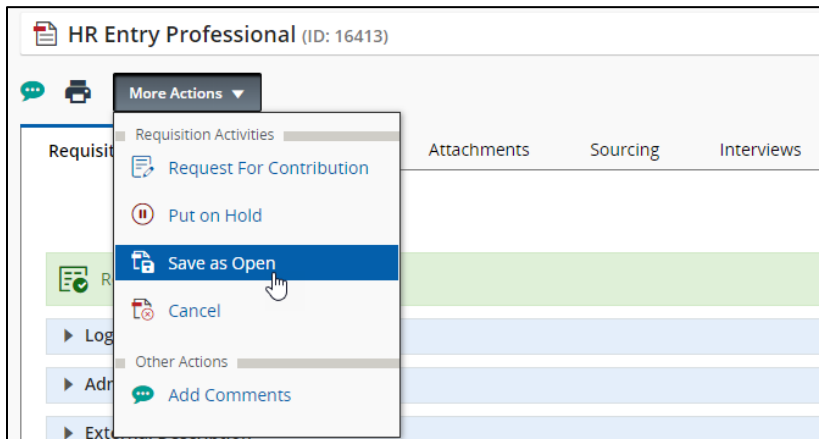 HR Entry Professional (ID: 16413)
More Actions
Requisition Activities
Requisit
Attachments Sourcing Interviews
Request For Contribution
Put on Hold
Save as Open
R
Cancel
Log
Other Actions
Adr
Add Comments